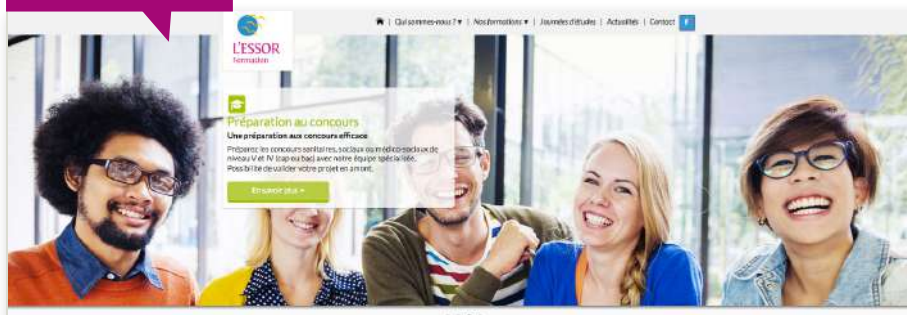 Qui sommes-nous ? ▾ | Nos formations ▾ | Journées d'études | Actualités | Contact f
L'ESSOR
Formation
Préparation au concours
Une préparation aux concours efficace
Préparez les concours sanitaires, sociaux ou médico-sociaux de
niveau V et IV (cap ou bac) avec notre équipe spécialisée.
Possibilité de valider votre projet en amont.
En savoir plus